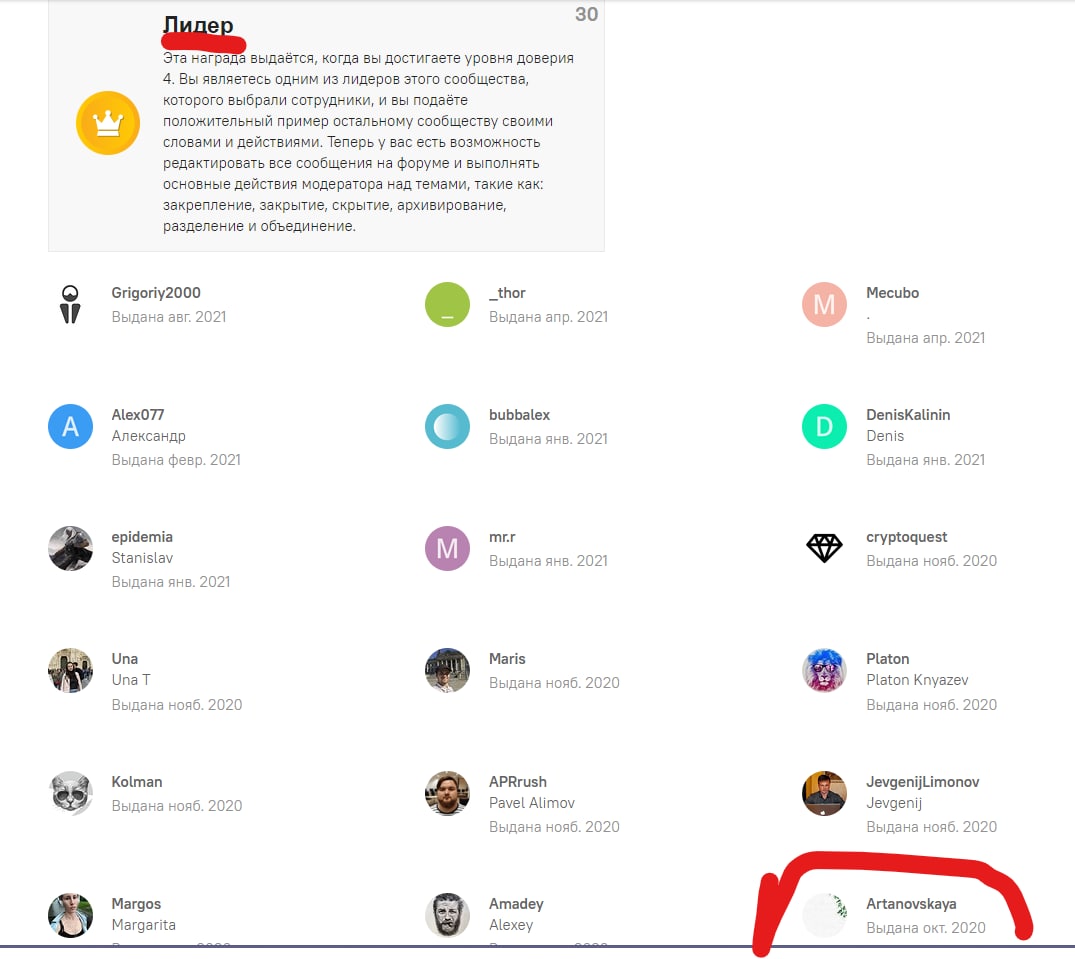 Лидер
30
Эта награда выдаётся, когда вы достигаете уровня доверия
4. Вы являетесь одним из лидеров этого сообщества,
которого выбрали сотрудники, и вы подаёте
положительный пример остальному сообществу своими
словами и действиями. Теперь у вас есть возможность
редактировать все сообщения на форуме и выполнять
основные действия модератора над темами, такие как:
закрепление, закрытие, скрытие, архивирование,
разделение и объединение.
Grigoriy2000
Выдана авг. 2021
_
_thor
Выдана апр. 2021
M
Mecubo
.
Выдана апр. 2021
A
Alex077
Александр
Выдана февр. 2021
bubbalex
Выдана янв. 2021
D
DenisKalinin
Denis
Выдана янв. 2021
epidemia
Stanislav
Выдана янв. 2021
M
mr.r
Выдана янв. 2021
cryptoquest
Выдана нояб. 2020
Una
Una T
Выдана нояб. 2020
Maris
Выдана нояб. 2020
Platon
Platon Knyazev
Выдана нояб. 2020
Kolman
Выдана нояб. 2020
APRrush
Pavel Alimov
Выдана нояб. 2020
JevgenijLimonov
Jevgenij
Выдана нояб. 2020
Margos
Margarita
Amadey
Alexey
Artanovskaya
Выдана окт. 2020